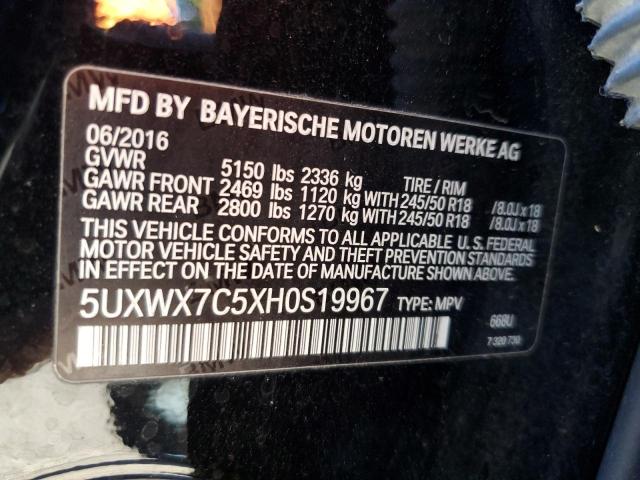 MFD BY BAYERISCHE MOTOREN WERKE AG
06/2016
GVWR 5150 lbs 2336 kg TIRE / RIM
GAWR FRONT 2469 lbs 1120 kg WITH 245/50 R18 /8.0J x 18
GAWR REAR 2800 lbs 1270 kg WITH 245/50 R18 /8.0J x 18
THIS VEHICLE CONFORMS TO ALL APPLICABLE U. S. FEDERAL
MOTOR VEHICLE SAFETY AND THEFT PREVENTION STANDARDS
IN EFFECT ON THE DATE OF MANUFACTURE SHOWN ABOVE.
5UXWX7C5XH0S19967 TYPE: MPV
668U
7 320 730